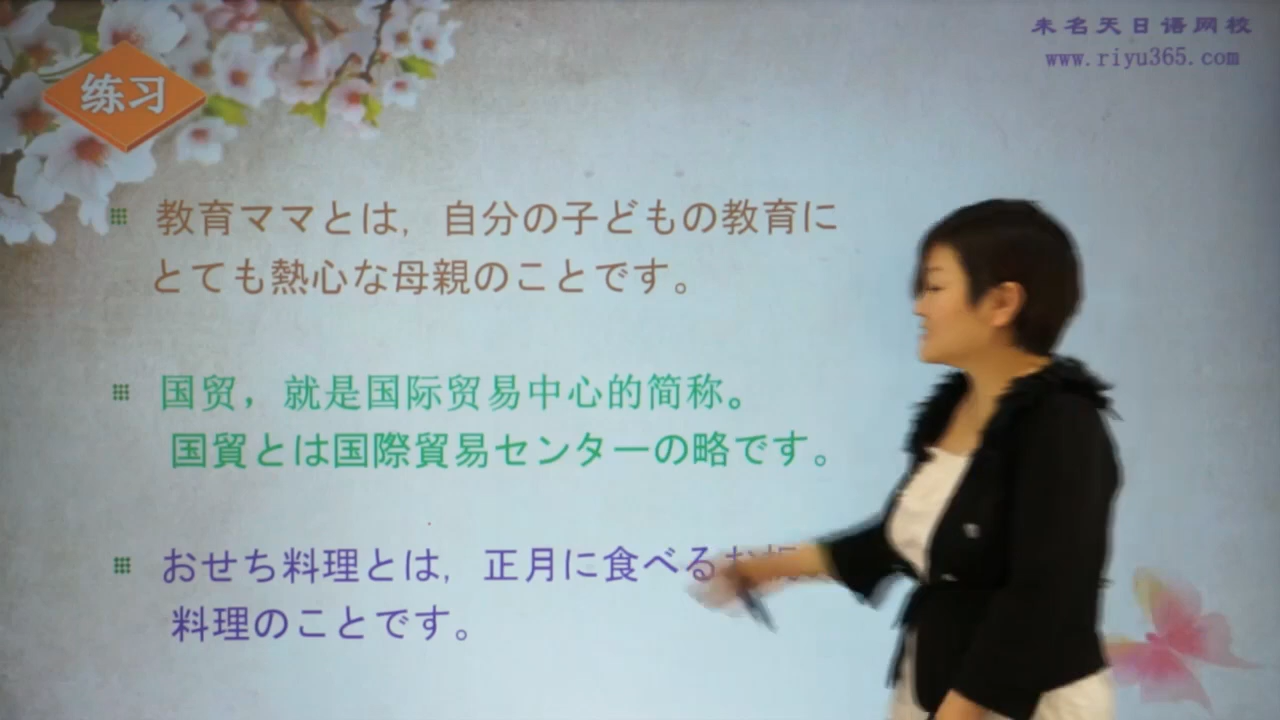 未名天日语网校
www.riyu365.com
练习
教育ママとは，自分の子どもの教育に
とても熱心な母親のことです。
国贸，就是国际贸易中心的简称。
国貿とは国際貿易センターの略です。
おせち料理とは，正月に食べる
料理のことです。